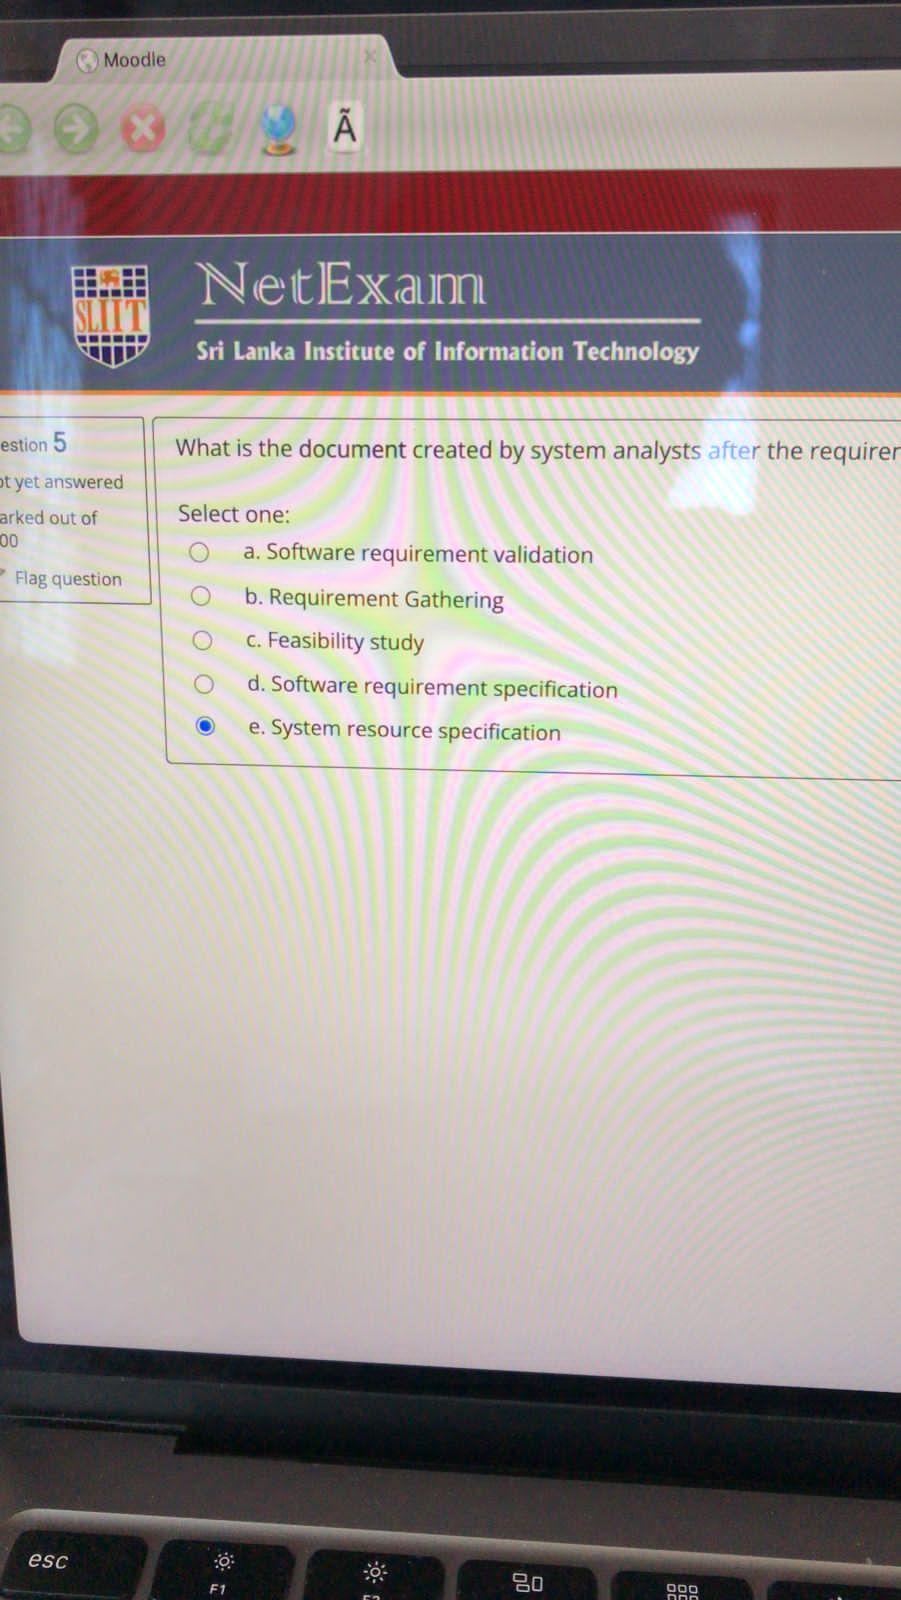 Moodle
Ã
SLIIT
NetExam
Sri Lanka Institute of Information Technology
estion 5
ot yet answered
arked out of
00
Flag question
What is the document created by system analysts after the requirer
Select one:
a. Software requirement validation
b. Requirement Gathering
c. Feasibility study
d. Software requirement specification
e. System resource specification
esc
F1
F2